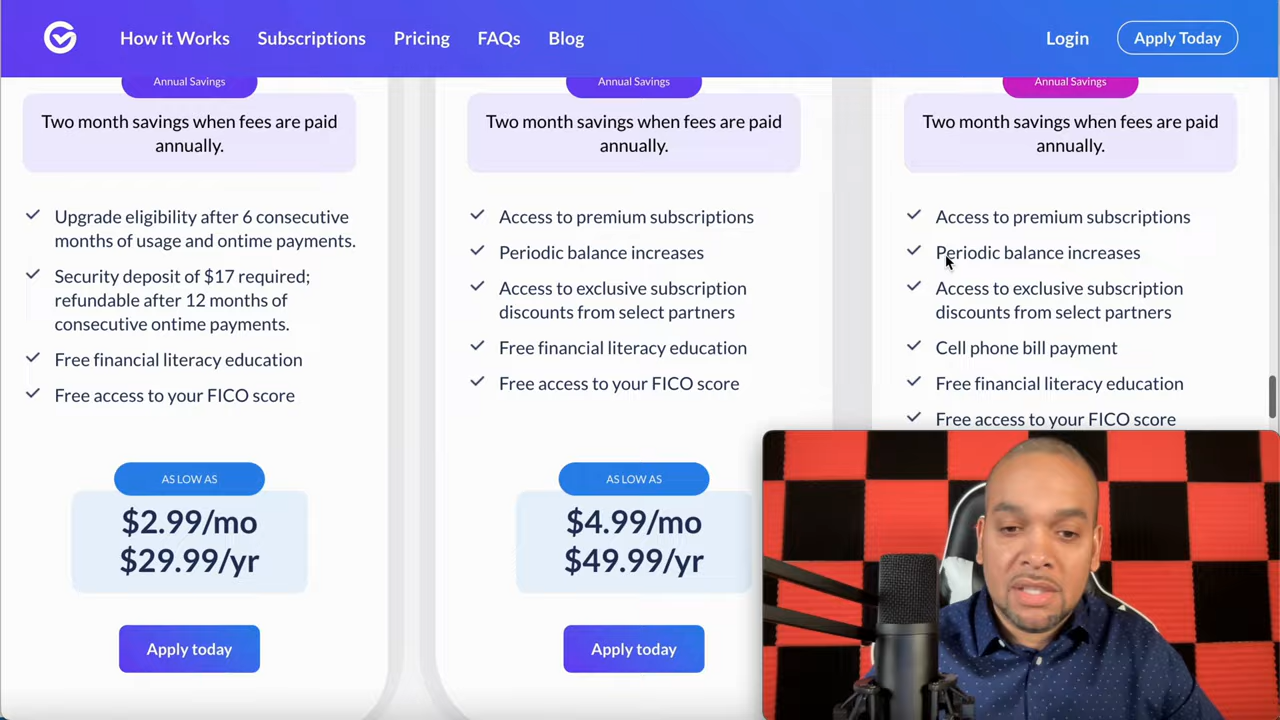 How it Works
Subscriptions
Pricing
FAQs
Blog
Login
Apply Today
Annual Savings
Two month savings when fees are paid
annually.
Upgrade eligibility after 6 consecutive
months of usage and ontime payments.
Security deposit of $17 required;
refundable after 12 months of
consecutive ontime payments.
Free financial literacy education
Free access to your FICO score
AS LOW AS
$2.99/mo
$29.99/yr
Apply today
Annual Savings
Two month savings when fees are paid
annually.
Access to premium subscriptions
Periodic balance increases
Access to exclusive subscription
discounts from select partners
Free financial literacy education
Free access to your FICO score
AS LOW AS
$4.99/mo
$49.99/yr
Apply today
Annual Savings
Two month savings when fees are paid
annually.
Access to premium subscriptions
Periodic balance increases
Access to exclusive subscription
discounts from select partners
Cell phone bill payment
Free financial literacy education
Free access to your FICO score